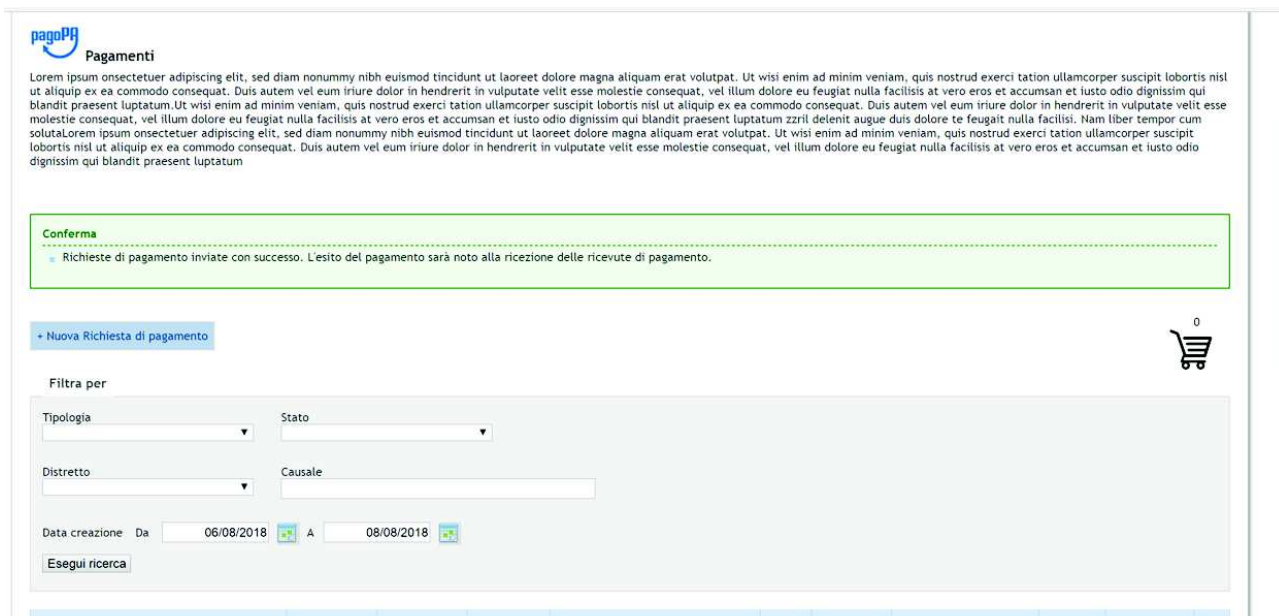 pagoPA
Pagamenti
Lorem ipsum onsectetuer adipiscing elit, sed diam nonummy nibh euismod tincidunt ut laoreet dolore magna aliquam erat volutpat. Ut wisi enim ad minim veniam, quis nostrud exerci tation ullamcorper suscipit lobortis nisl
ut aliquip ex ea commodo consequat. Duis autem vel eum iriure dolor in hendrerit in vulputate velit esse molestie consequat, vel illum dolore eu feugiat nulla facilisis at vero eros et accumsan et iusto odio dignissim qui
blandit praesent luptatum.Ut wisi enim ad minim veniam, quis nostrud exerci tation ullamcorper suscipit lobortis nisl ut aliquip ex ea commodo consequat. Duis autem vel eum iriure dolor in hendrerit in vulputate velit esse
molestie consequat, vel illum dolore eu feugiat nulla facilisis at vero eros et accumsan et iusto odio dignissim qui blandit praesent luptatum zzril delenit augue duis dolore te feugait nulla facilisi. Nam liber tempor cum
solutaLorem ipsum onsectetuer adipiscing elit, sed diam nonummy nibh euismod tincidunt ut laoreet dolore magna aliquam erat volutpat. Ut wisi enim ad minim veniam, quis nostrud exerci tation ullamcorper suscipit
lobortis nisl ut aliquip ex ea commodo consequat. Duis autem vel eum iriure dolor in hendrerit in vulputate velit esse molestie consequat, vel illum dolore eu feugiat nulla facilisis at vero eros et accumsan et iusto odio
dignissim qui blandit praesent luptatum
Conferma
Richieste di pagamento inviate con successo. L'esito del pagamento sarà noto alla ricezione delle ricevute di pagamento.
+ Nuova Richiesta di pagamento
0
Filtra per
Tipologia Stato
Distretto Causale
Data creazione Da 06/08/2018 A 08/08/2018
Esegui ricerca